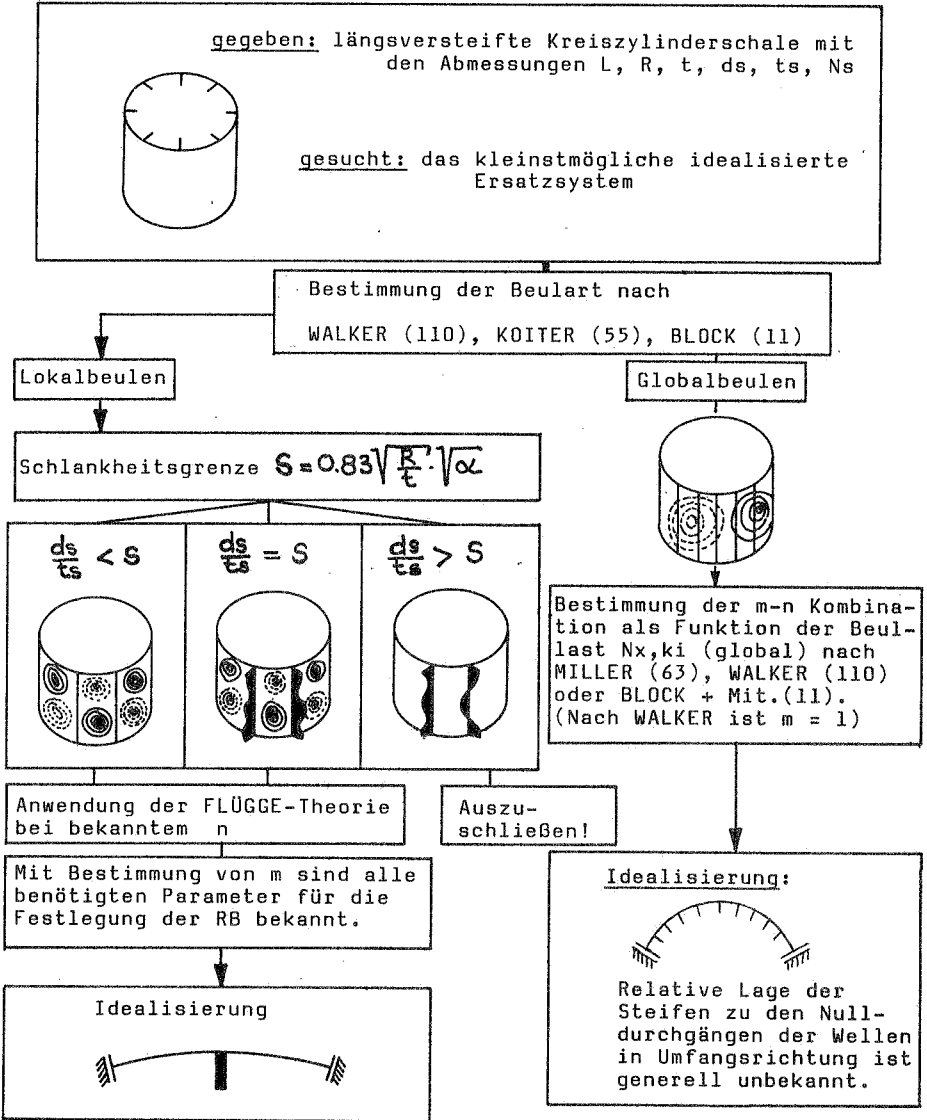 gegeben: längsversteifte Kreiszylinderschale mit
den Abmessungen L, R, t, ds, ts, Ns
gesucht: das kleinstmögliche idealisierte
Ersatzsystem
Bestimmung der Beulart nach
WALKER (110), KOITER (55), BLOCK (11)
Lokalbeulen
Globalbeulen
Schlankheitsgrenze S = 0.83 √(R/t) · √α
ds/ts < S
ds/ts = S
ds/ts > S
Bestimmung der m-n Kombina-
tion als Funktion der Beul-
last Nx,ki (global) nach
MILLER (63), WALKER (110)
oder BLOCK + Mit.(11).
(Nach WALKER ist m = 1)
Anwendung der FLÜGGE-Theorie
bei bekanntem n
Auszu-
schließen!
Mit Bestimmung von m sind alle
benötigten Parameter für die
Festlegung der RB bekannt.
Idealisierung
Idealisierung:
Relative Lage der
Steifen zu den Null-
durchgängen der Wellen
in Umfangsrichtung ist
generell unbekannt.